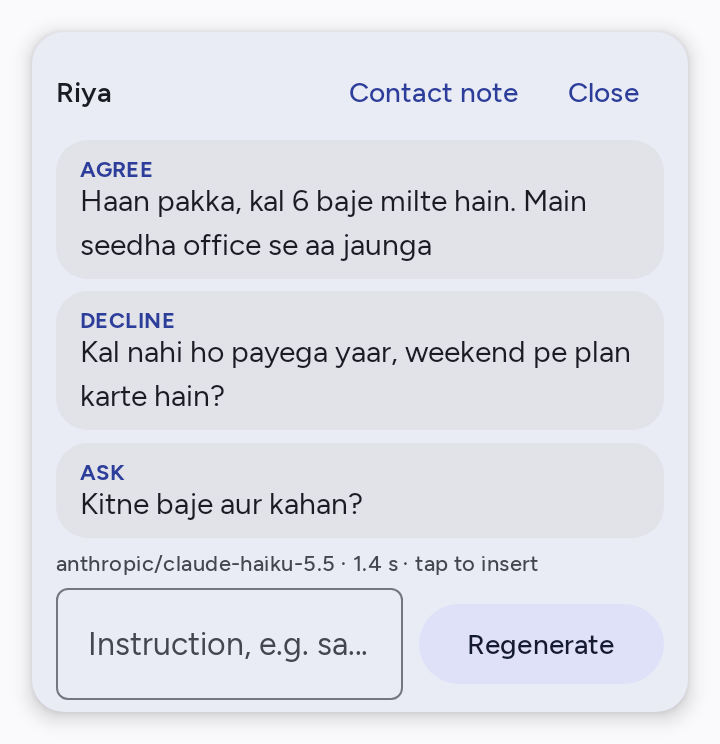 Riya
Contact note
Close
AGREE
Haan pakka, kal 6 baje milte hain. Main
seedha office se aa jaunga
DECLINE
Kal nahi ho payega yaar, weekend pe plan
karte hain?
ASK
Kitne baje aur kahan?
anthropic/claude-haiku-5.5 · 1.4 s · tap to insert
Instruction, e.g. sa...
Regenerate